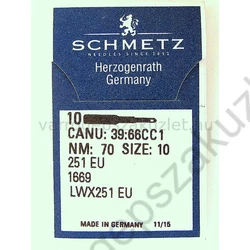 SCHMETZ
NEEDLES SINCE 1851
Herzogenrath
Germany
10
CANU: 39:66CC1
NM: 70 SIZE: 10
251 EU
1669
LWX251 EU
MADE IN GERMANY 11/15